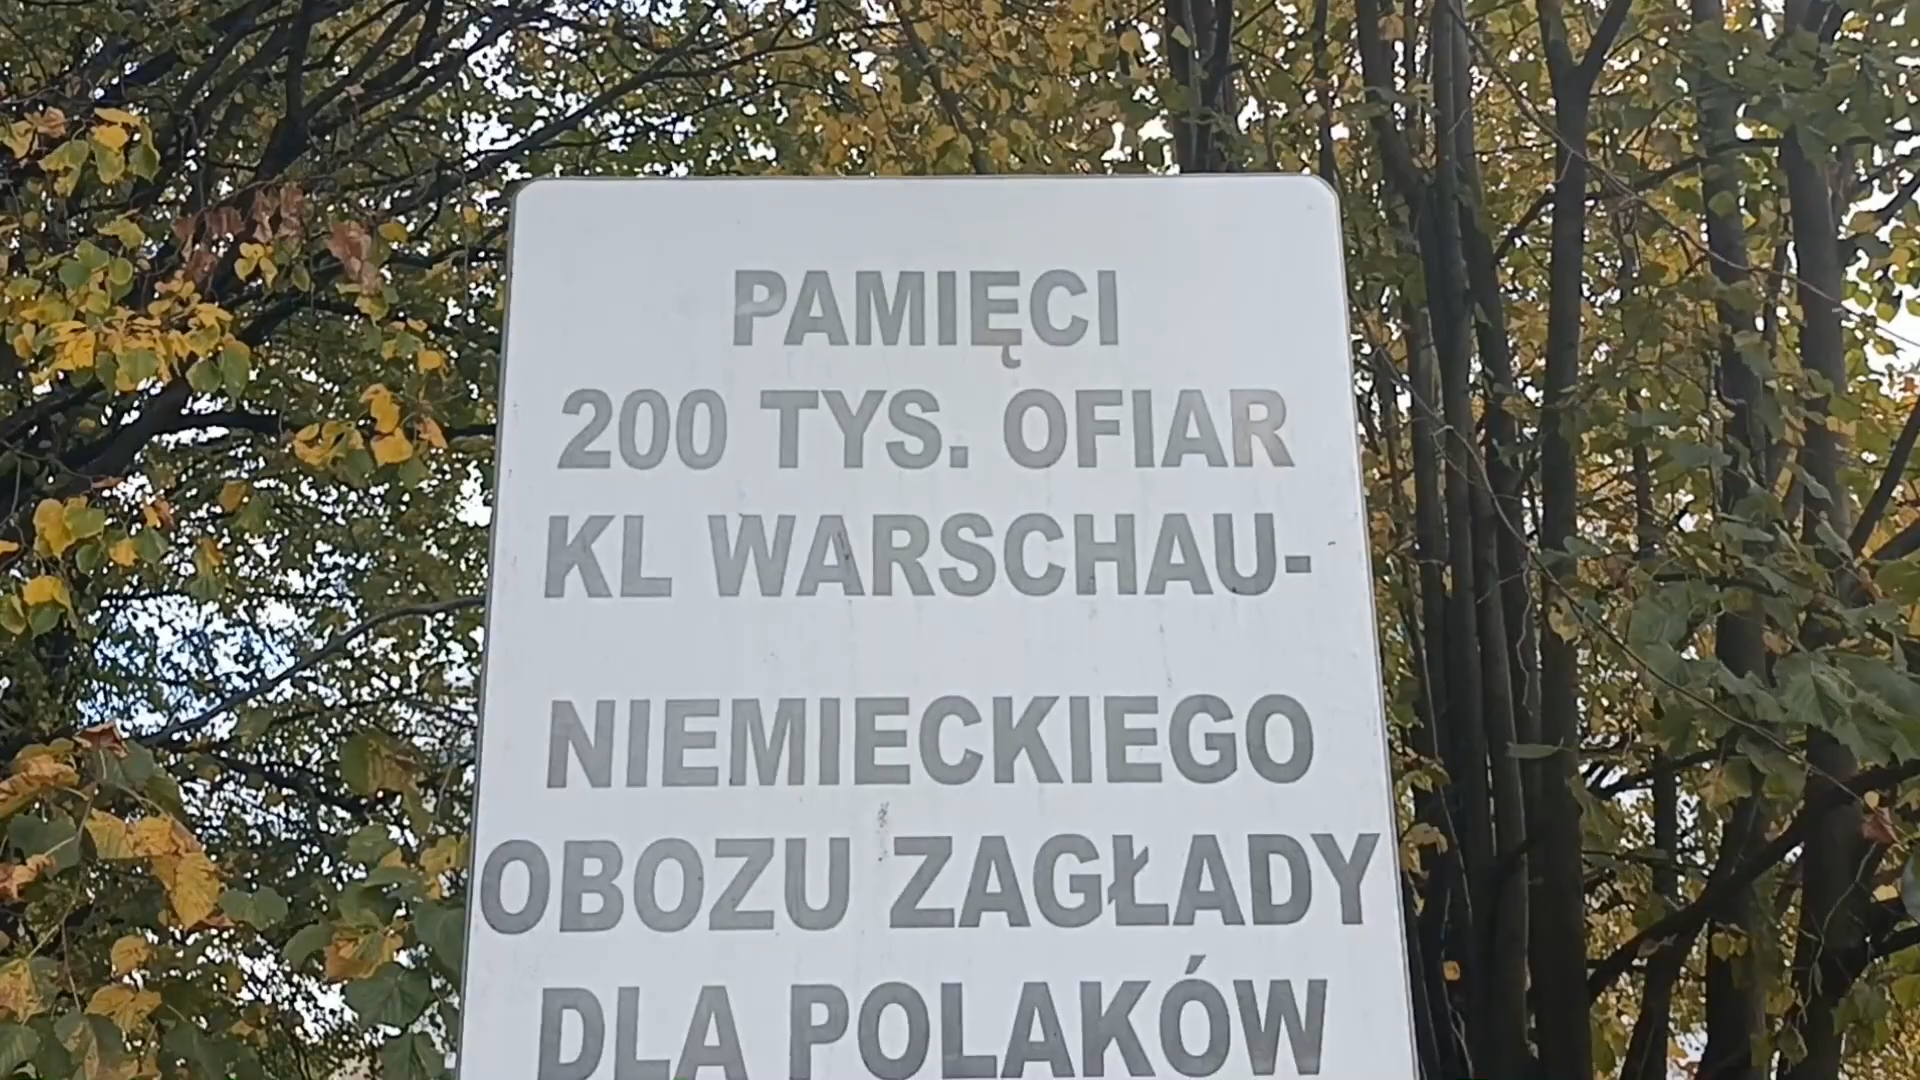 PAMIĘCI
200 TYS. OFIAR
KL WARSCHAU-
NIEMIECKIEGO
OBOZU ZAGŁADY
DLA POLAKÓW